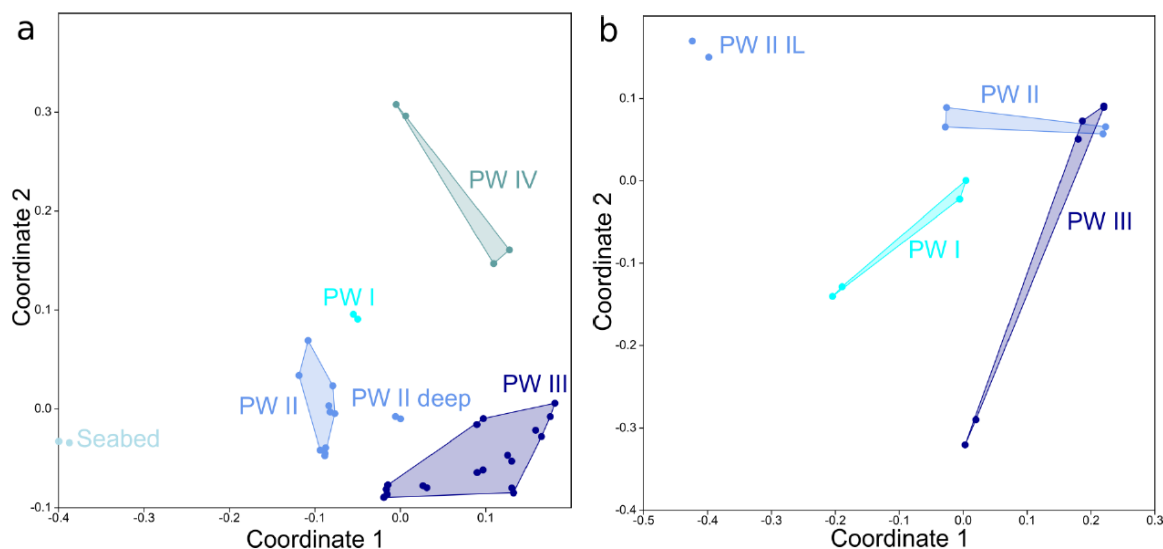 a
PW IV
PW I
PW II
PW II deep
PW III
Seabed
0.3
0.2
0.1
0.0
-0.1
-0.4
-0.3
-0.2
-0.1
0.0
0.1
Coordinate 2
Coordinate 1
b
PW II IL
PW II
PW III
PW I
0.1
0.0
-0.1
-0.2
-0.3
-0.4
-0.5
-0.4
-0.3
-0.2
-0.1
0.0
0.1
0.2
0.3
Coordinate 2
Coordinate 1